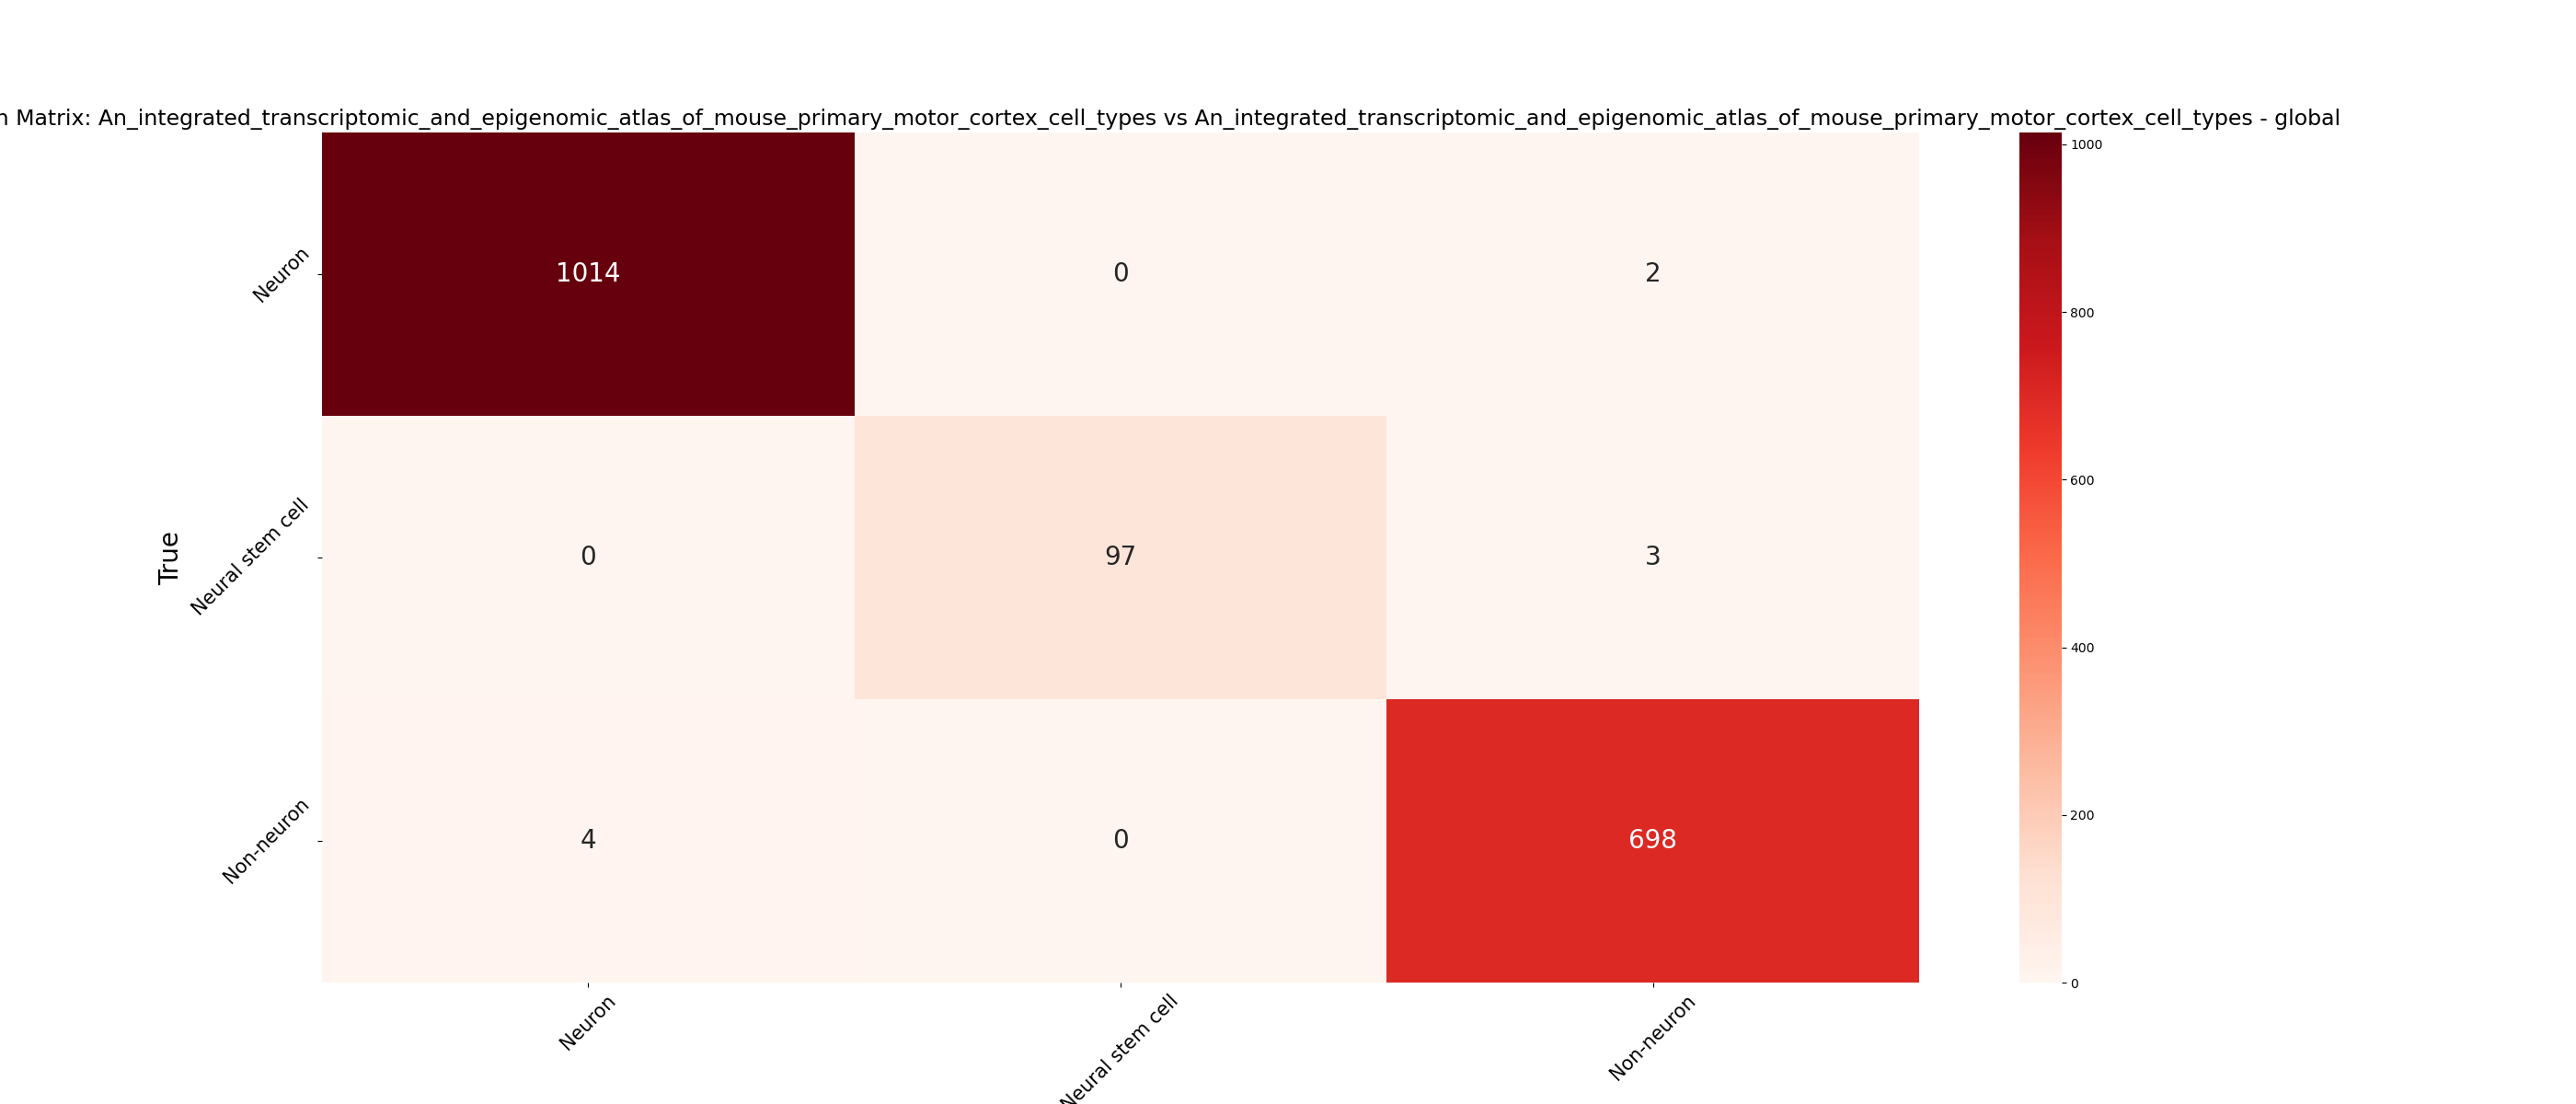 n Matrix: An_integrated_transcriptomic_and_epigenomic_atlas_of_mouse_primary_motor_cortex_cell_types vs An_integrated_transcriptomic_and_epigenomic_atlas_of_mouse_primary_motor_cortex_cell_types - global
1000
800
600
400
200
0
True
Neuron
1014
0
2
Neural stem cell
0
97
3
Non-neuron
4
0
698
Neuron
Neural stem cell
Non-neuron